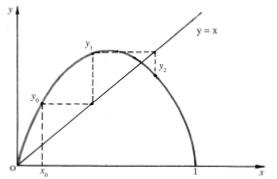 y
y = x
y₁
y₂
y₀
O
x₀
1
x